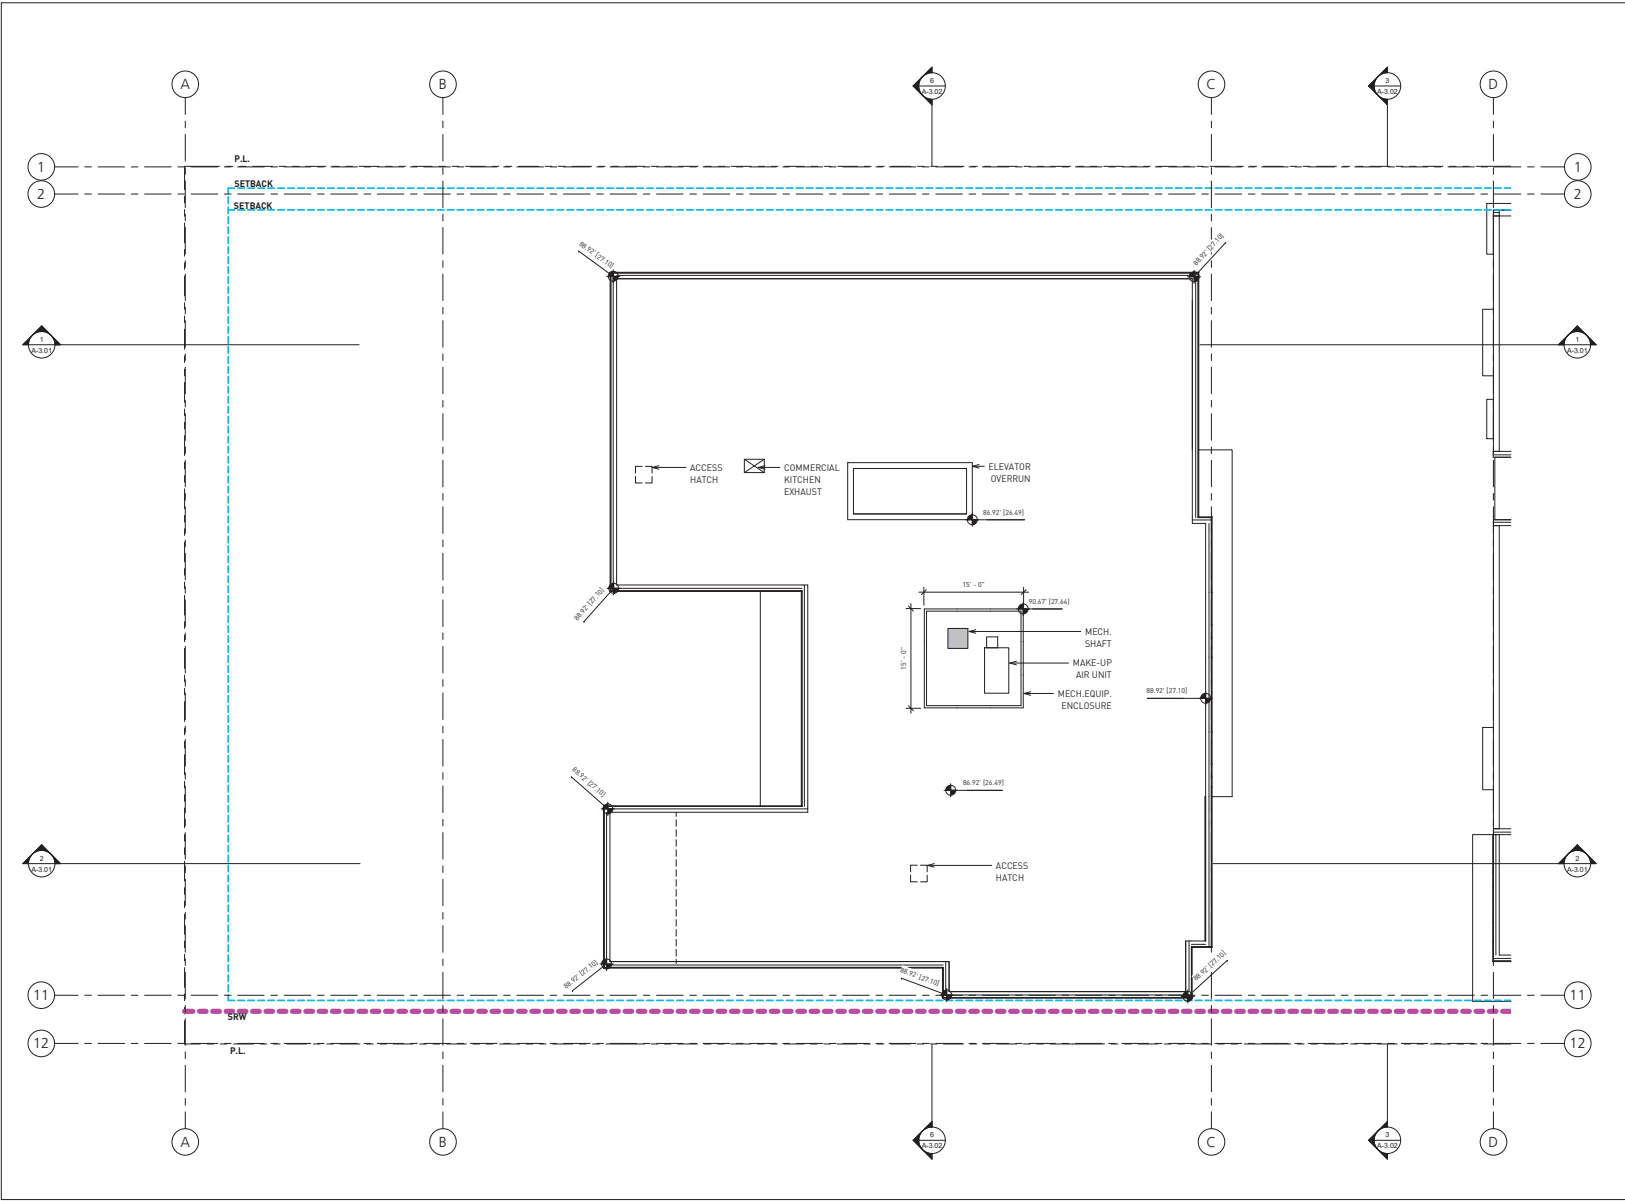 A
B
6
A-3.02
C
3
A-3.02
D
P.L.
1
1
SETBACK
2
2
SETBACK
88.92' [27.10]
88.92' [27.10]
1
A-3.01
1
A-3.01
ACCESS
HATCH
COMMERCIAL
KITCHEN
EXHAUST
ELEVATOR
OVERRUN
86.92' [26.49]
15' - 0"
90.67' [27.64]
88.92' [27.10]
MECH.
SHAFT
15' - 0"
MAKE-UP
AIR UNIT
MECH.EQUIP.
ENCLOSURE
88.92' [27.10]
88.92' [27.10]
86.92' [26.49]
2
A-3.01
2
A-3.01
ACCESS
HATCH
88.92' [27.10]
88.92' [27.10]
88.92' [27.10]
11
11
SRW
12
12
P.L.
A
B
6
A-3.02
C
3
A-3.02
D